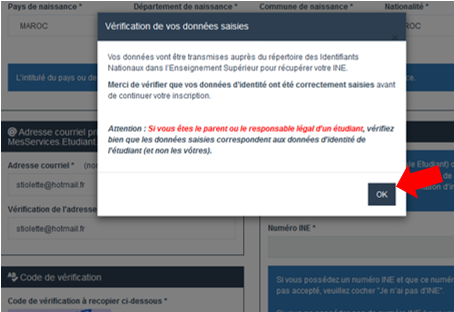 Pays de naissance *
Département de naissance *
Commune de naissance *
Nationalité *
MAROC
ROC
Vérification de vos données saisies
Vos données vont être transmises auprès du répertoire des Identifiants
Nationaux dans l'Enseignement Supérieur pour récupérer votre INE.
Merci de vérifier que vos données d'identité ont été correctement saisies avant
de continuer votre inscription.
Attention : Si vous êtes le parent ou le responsable légal d'un étudiant, vérifiez
bien que les données saisies correspondent aux données d'identité de
l'étudiant (et non les vôtres).
OK
L'intitulé du pays ou de
@ Adresse courriel pri
MesServices.Etudiant
Adresse courriel * (no
stiolette@hotmail.fr
Vérification de l'adresse
stiolette@hotmail.fr
Code de vérification
Code de vérification à recopier ci-dessous *
le Etudiant) o
de
ation d'i
Numéro INE *
Si vous possédez un numéro INE et que ce numér
pas accepté, veuillez cocher "Je n'ai pas d'INE".